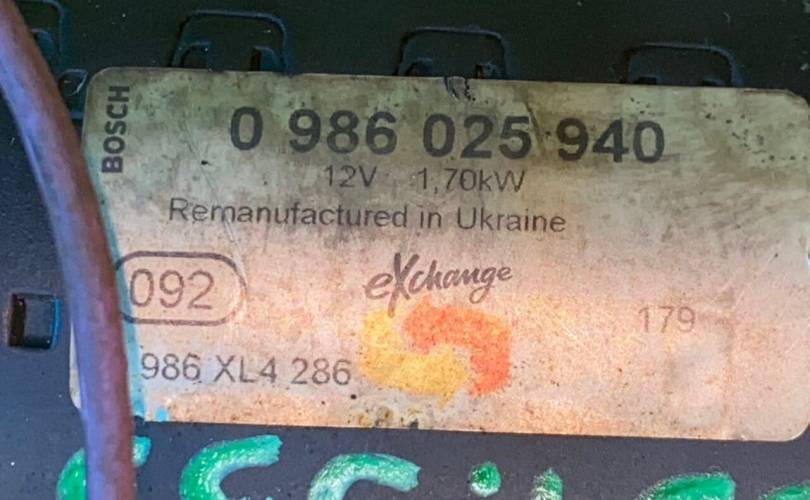 BOSCH
0 986 025 940
12V 1,70kW
Remanufactured in Ukraine
eXchange
092
179
986 XL4 286